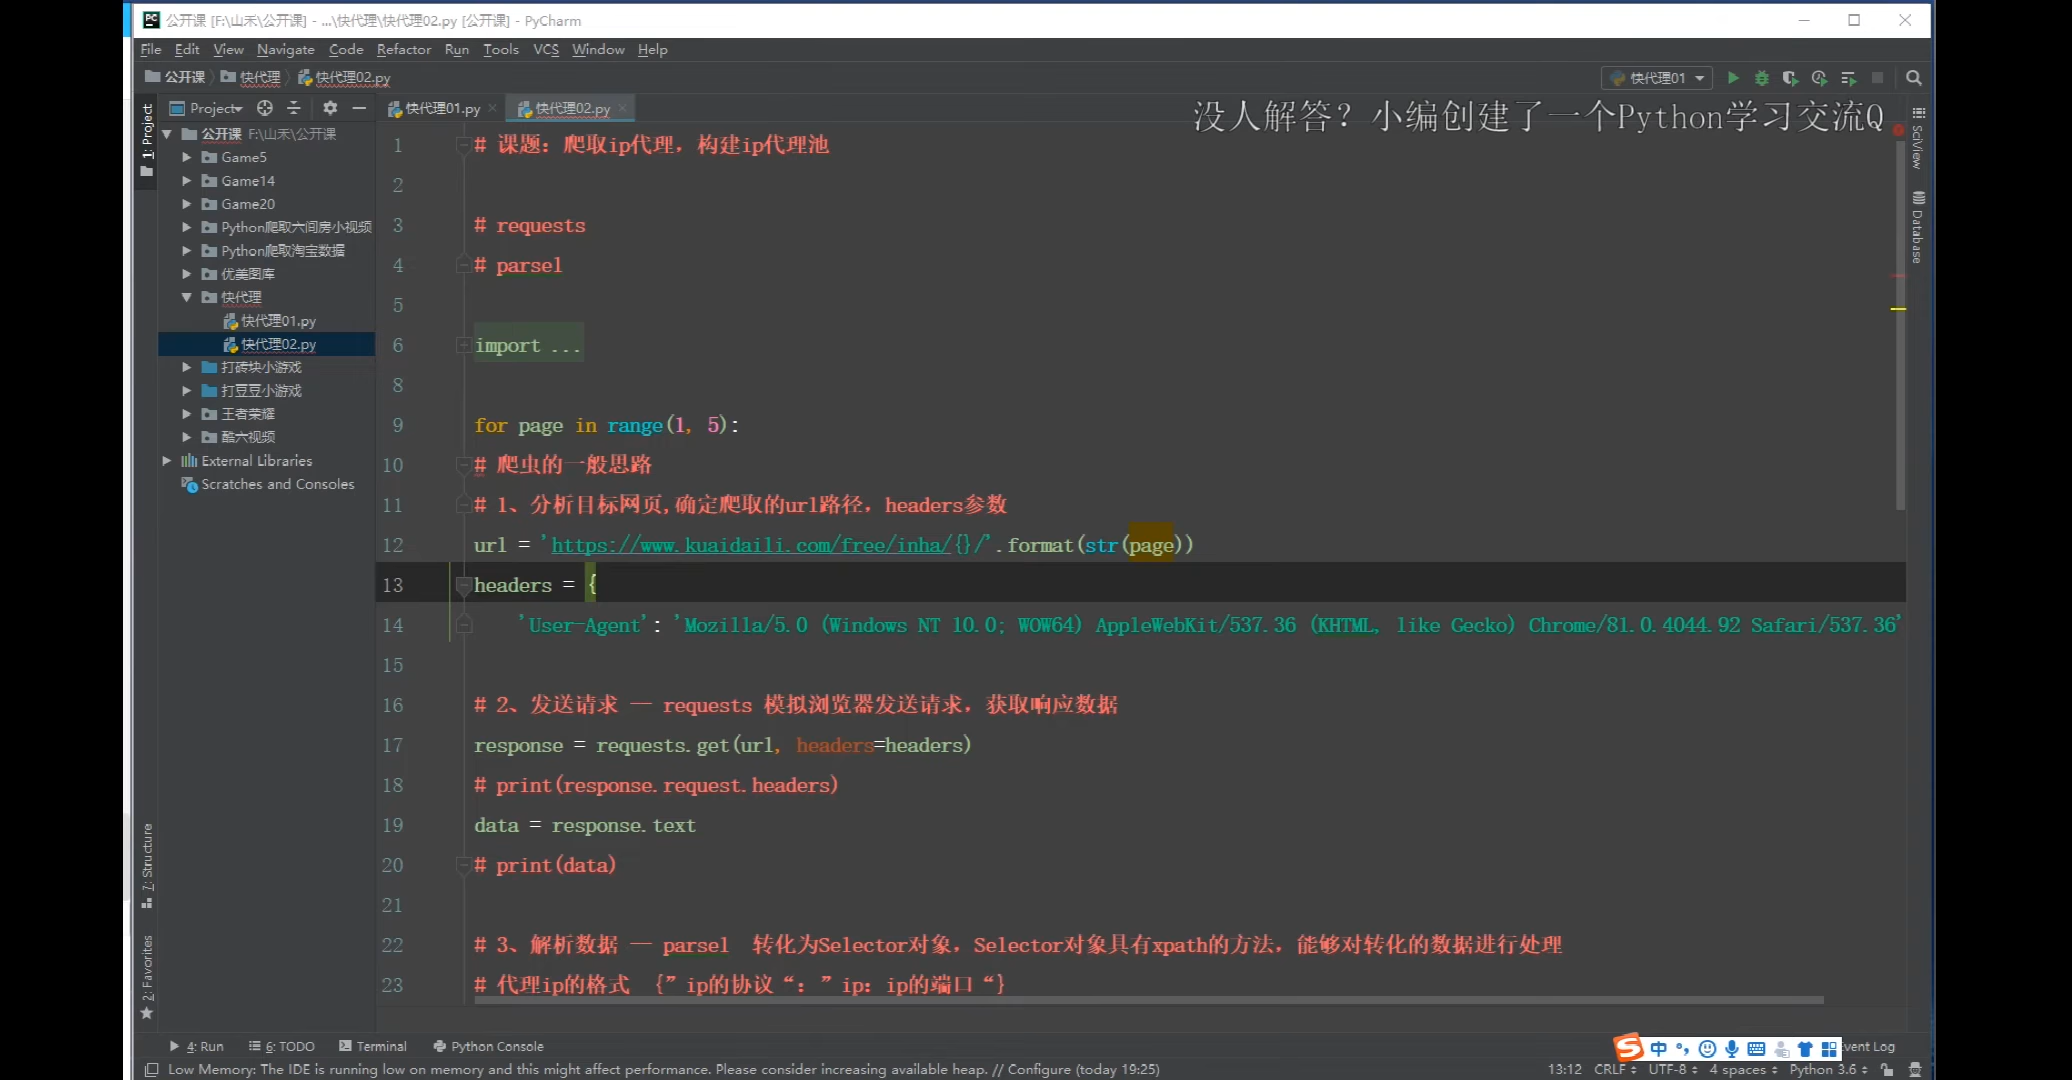 公开课 [F:\山禾\公开课] - ...\快代理\快代理02.py [公开课] - PyCharm
File Edit View Navigate Code Refactor Run Tools VCS Window Help
公开课 快代理 快代理02.py
快代理01
Project
快代理01.py
快代理02.py
没人解答？小编创建了一个Python学习交流Q
1: Project
公开课 F:\山禾\公开课
Game5
Game14
Game20
Python爬取六间房小视频
Python爬取淘宝数据
优美图库
快代理
快代理01.py
快代理02.py
打砖块小游戏
打豆豆小游戏
王者荣耀
酷六视频
External Libraries
Scratches and Consoles
1 # 课题：爬取ip代理，构建ip代理池
2
3 # requests
4 # parsel
5
6 import ...
8
9 for page in range(1, 5):
10 # 爬虫的一般思路
11 # 1、分析目标网页,确定爬取的url路径，headers参数
12 url = 'https://www.kuaidaili.com/free/inha/{}/'.format(str(page))
13 headers = {
14 'User-Agent': 'Mozilla/5.0 (Windows NT 10.0; WOW64) AppleWebKit/537.36 (KHTML, like Gecko) Chrome/81.0.4044.92 Safari/537.36'
15
16 # 2、发送请求 -- requests 模拟浏览器发送请求，获取响应数据
17 response = requests.get(url, headers=headers)
18 # print(response.request.headers)
19 data = response.text
20 # print(data)
21
22 # 3、解析数据 -- parsel 转化为Selector对象，Selector对象具有xpath的方法，能够对转化的数据进行处理
23 # 代理ip的格式 {”ip的协议“：”ip：ip的端口“}
SciView
Database
7: Structure
2: Favorites
4: Run
6: TODO
Terminal
Python Console
中
vent Log
Low Memory: The IDE is running low on memory and this might affect performance. Please consider increasing available heap. // Configure (today 19:25)
13:12 CRLF UTF-8 4 spaces Python 3.6